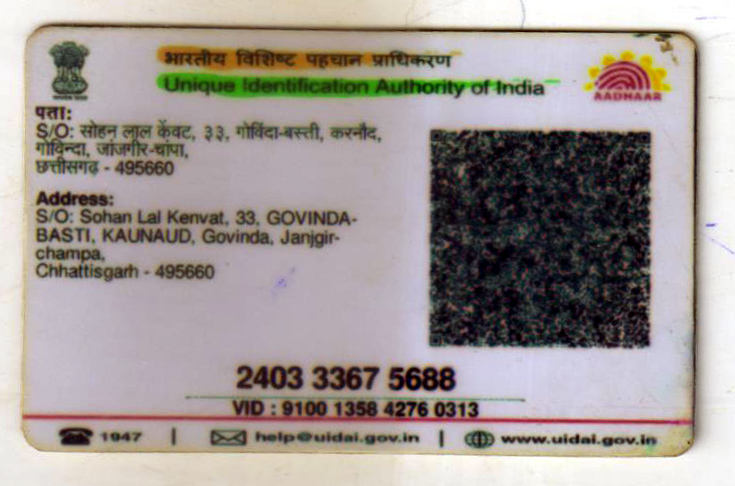 भारतीय विशिष्ट पहचान प्राधिकरण
Unique Identification Authority of India
AADHAAR
पता:
S/O: सोहन लाल केंवट, ३३, गोविंदा-बस्ती, करनौद,
गोविन्दा, जांजगीर-चांपा,
छत्तीसगढ़ - 495660
Address:
S/O: Sohan Lal Kenvat, 33, GOVINDA-
BASTI, KAUNAUD, Govinda, Janjgir-
champa,
Chhattisgarh - 495660
2403 3367 5688
VID : 9100 1358 4276 0313
1947 | help@uidai.gov.in | www.uidai.gov.in